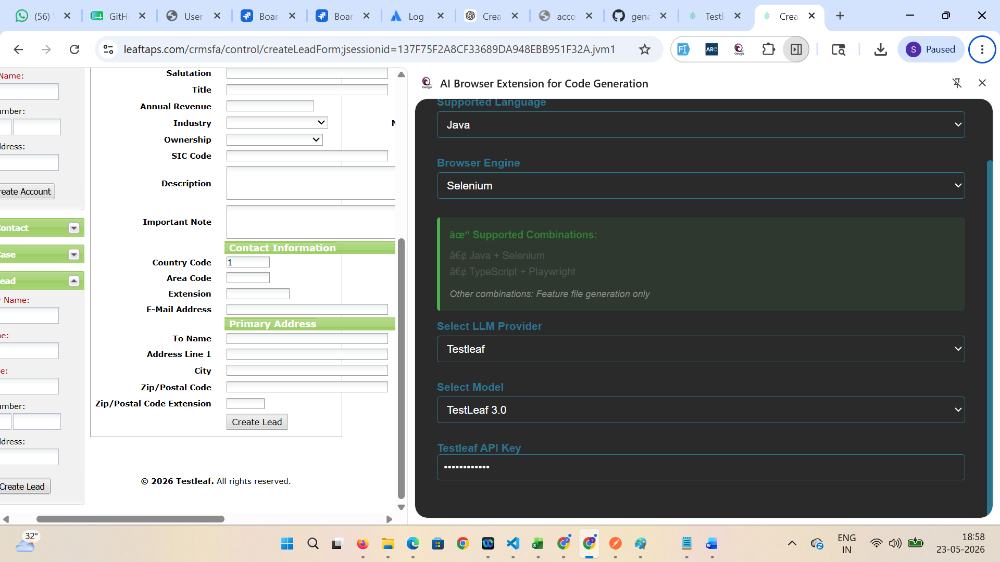 (56)
GitH
User
Boar
Boar
Log
Crea
acco
gena
Testl
Crea
leaftaps.com/crmsfa/control/createLeadForm;jsessionid=137F75F2A8CF33689DA948EBB951F32A.jvm1
FI
ARC
Qeagle
S Paused
Name:
umber:
dress:
reate Account
ontact
ase
ead
Name:
ne:
e:
umber:
dress:
Create Lead
Salutation
Title
Annual Revenue
Industry
Ownership
SIC Code
Description
Important Note
Contact Information
Country Code 1
Area Code
Extension
E-Mail Address
Primary Address
To Name
Address Line 1
City
Zip/Postal Code
Zip/Postal Code Extension
Create Lead
© 2026 Testleaf. All rights reserved.
AI Browser Extension for Code Generation
Supported Language
Java
Browser Engine
Selenium
âœ“ Supported Combinations:
â€¢ Java + Selenium
â€¢ TypeScript + Playwright
Other combinations: Feature file generation only
Select LLM Provider
Testleaf
Select Model
TestLeaf 3.0
Testleaf API Key
••••••••••••
32°
ENG
IN
18:58
23-05-2026